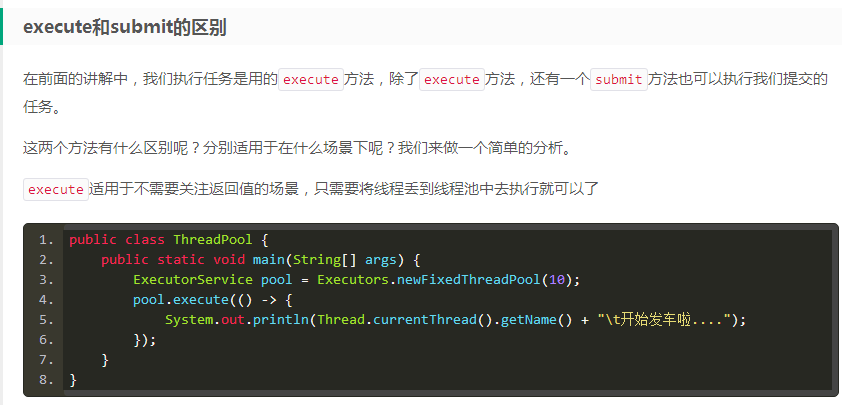 execute和submit的区别
在前面的讲解中，我们执行任务是用的execute方法，除了execute方法，还有一个submit方法也可以执行我们提交的
任务。
这两个方法有什么区别呢？分别适用于在什么场景下呢？我们来做一个简单的分析。
execute适用于不需要关注返回值的场景，只需要将线程丢到线程池中去执行就可以了
1. public class ThreadPool {
2.     public static void main(String[] args) {
3.         ExecutorService pool = Executors.newFixedThreadPool(10);
4.         pool.execute(() -> {
5.             System.out.println(Thread.currentThread().getName() + "\t开始发车啦....");
6.         });
7.     }
8. }